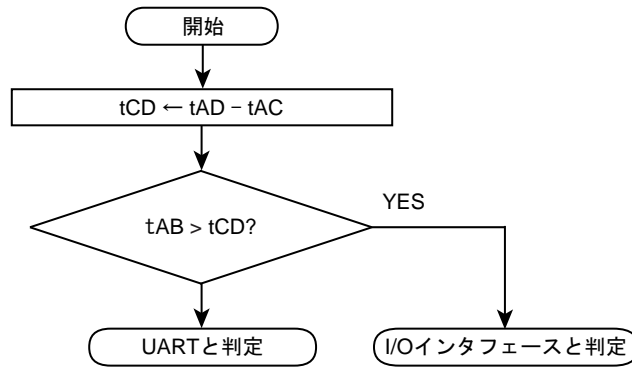 開始
tCD ← tAD − tAC
tAB > tCD?
YES
UARTと判定
I/Oインタフェースと判定